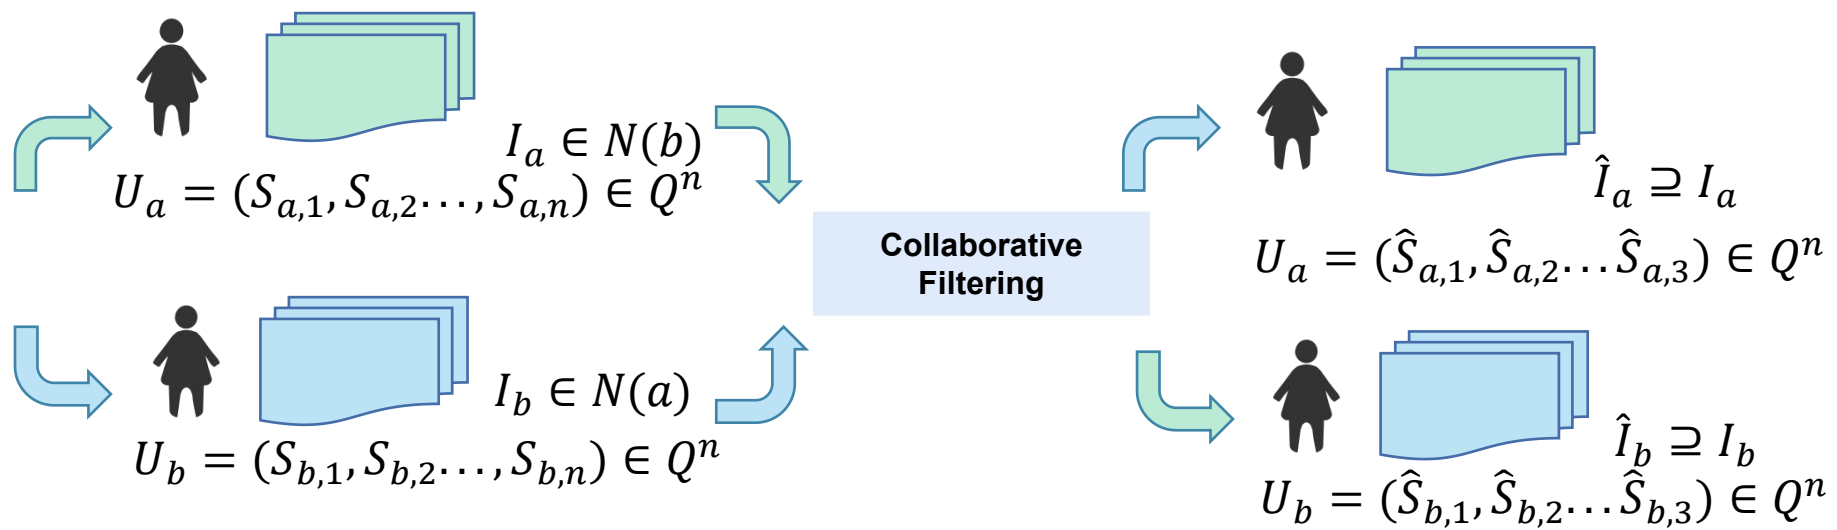 I_a ∈ N(b)
U_a = (S_{a,1}, S_{a,2}..., S_{a,n}) ∈ Q^n
I_b ∈ N(a)
U_b = (S_{b,1}, S_{b,2}..., S_{b,n}) ∈ Q^n
Collaborative
Filtering
Î_a ⊇ I_a
U_a = (Ŝ_{a,1}, Ŝ_{a,2}...Ŝ_{a,3}) ∈ Q^n
Î_b ⊇ I_b
U_b = (Ŝ_{b,1}, Ŝ_{b,2}...Ŝ_{b,3}) ∈ Q^n